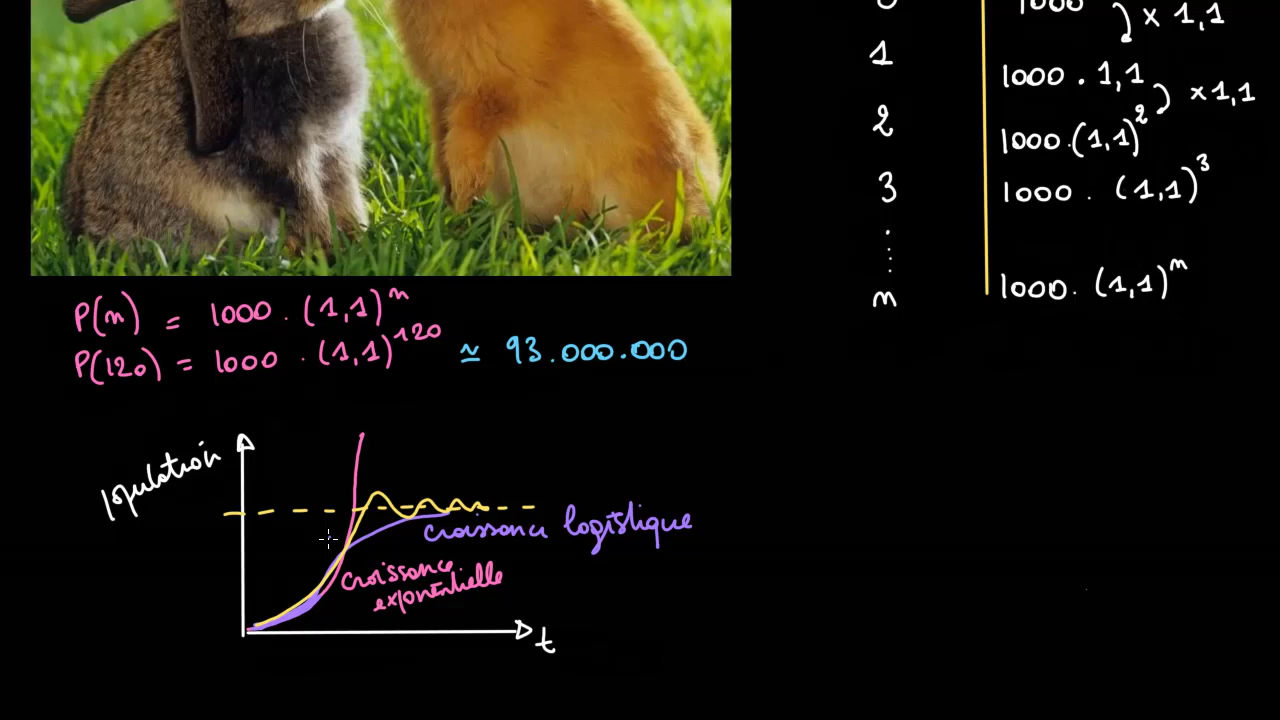 0
1000
× 1,1
1
1000 . 1,1
×1,1
2
1000.(1,1)²
3
1000 . (1,1)³
n
1000. (1,1)ⁿ
P(n) = 1000 . (1,1)ⁿ
P(120) = 1000 . (1,1)¹²⁰ ≃ 93.000.000
Population
croissance logistique
croissance
exponentielle
t